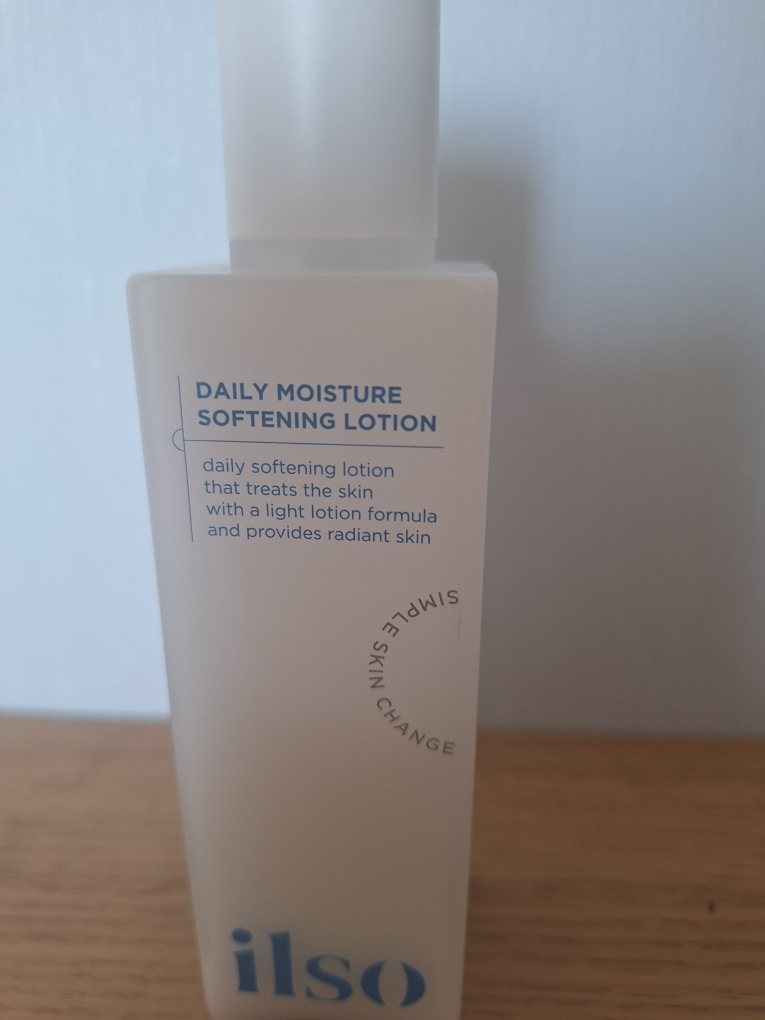 DAILY MOISTURE
SOFTENING LOTION
daily softening lotion
that treats the skin
with a light lotion formula
and provides radiant skin
SIMPLE SKIN CHANGE
ilso